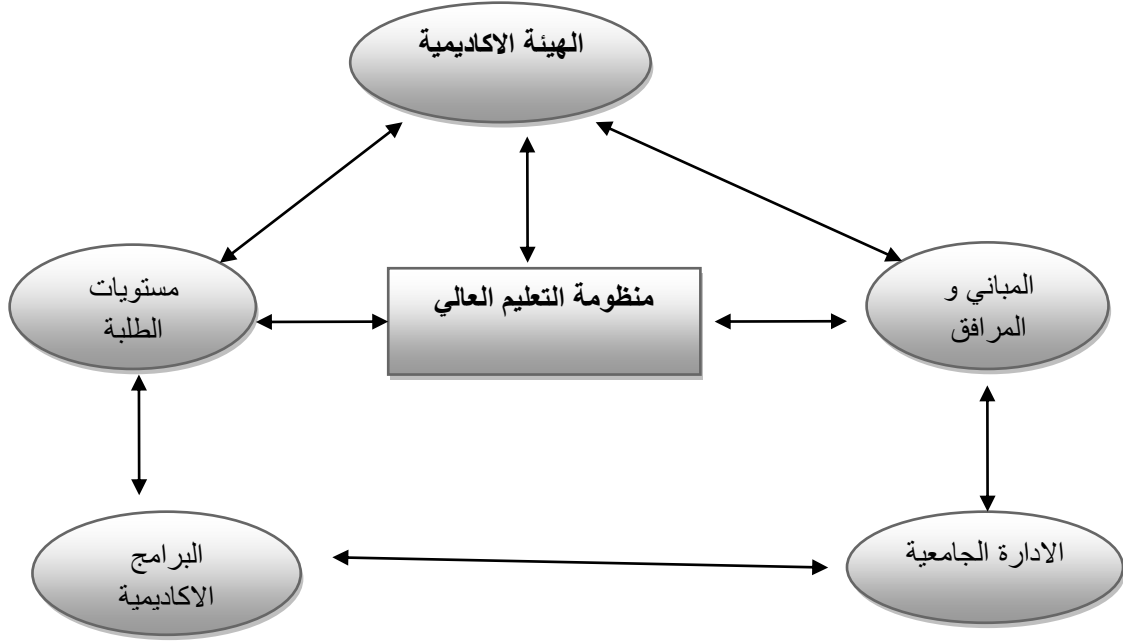 الهيئة الاكاديمية
المباني و
المرافق
منظومة التعليم العالي
مستويات
الطلبة
الادارة الجامعية
البرامج
الاكاديمية